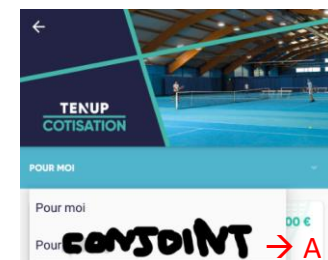 TENUP
COTISATION
POUR MOI
Pour moi
00 €
Pour CONJOINT → A